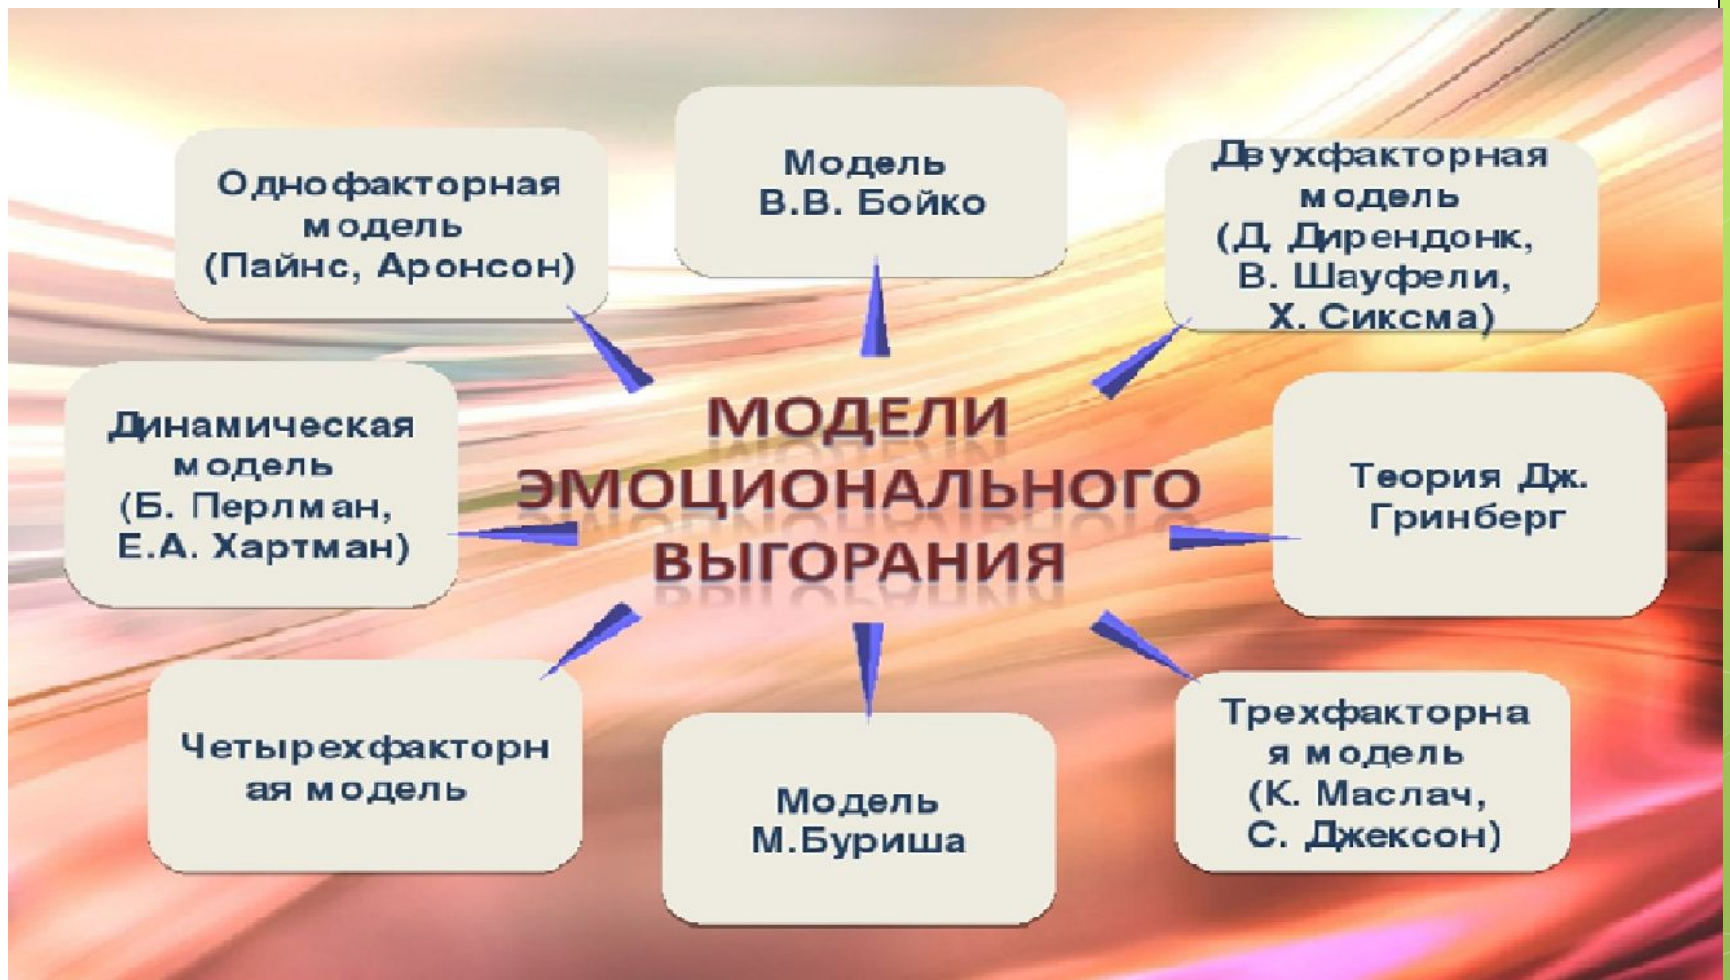 Модель
В.В. Бойко
Однофакторная
модель
(Пайнс, Аронсон)
Двухфакторная
модель
(Д. Дирендонк,
В. Шауфели,
Х. Сиксма)
Динамическая
модель
(Б. Перлман,
Е.А. Хартман)
МОДЕЛИ
ЭМОЦИОНАЛЬНОГО
ВЫГОРАНИЯ
Теория Дж.
Гринберг
Четырехфакторн
ая модель
Модель
М.Буриша
Трехфакторна
я модель
(К. Маслач,
С. Джексон)